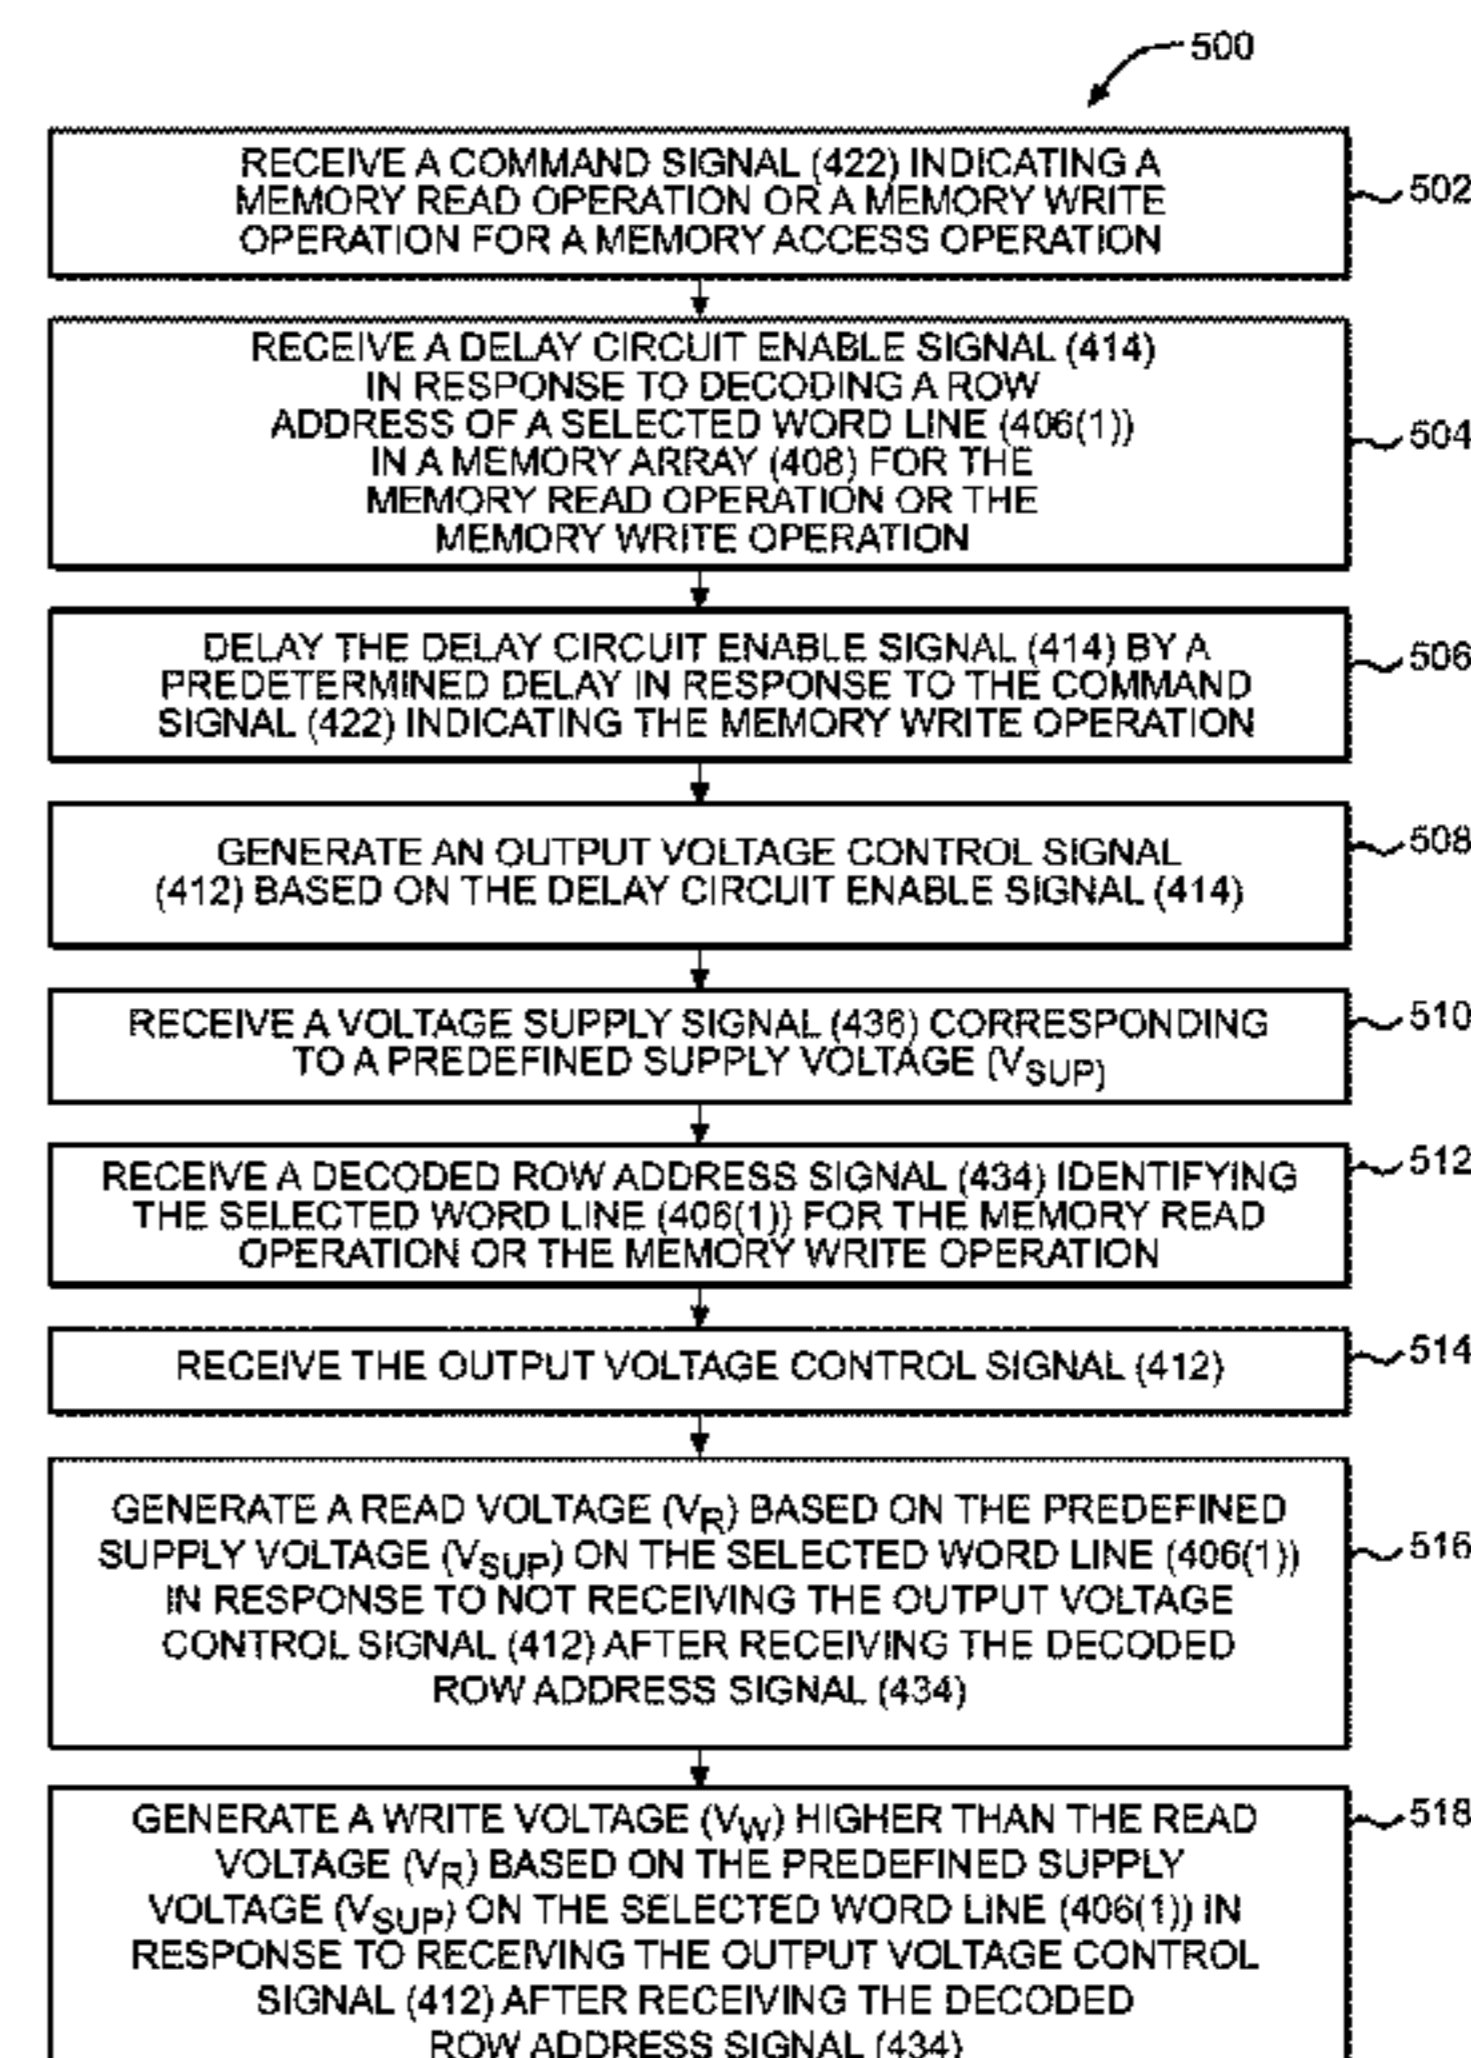 500
RECEIVE A COMMAND SIGNAL (422) INDICATING A
MEMORY READ OPERATION OR A MEMORY WRITE
OPERATION FOR A MEMORY ACCESS OPERATION
502
RECEIVE A DELAY CIRCUIT ENABLE SIGNAL (414)
IN RESPONSE TO DECODING A ROW
ADDRESS OF A SELECTED WORD LINE (406(1))
IN A MEMORY ARRAY (408) FOR THE
MEMORY READ OPERATION OR THE
MEMORY WRITE OPERATION
504
DELAY THE DELAY CIRCUIT ENABLE SIGNAL (414) BY A
PREDETERMINED DELAY IN RESPONSE TO THE COMMAND
SIGNAL (422) INDICATING THE MEMORY WRITE OPERATION
506
GENERATE AN OUTPUT VOLTAGE CONTROL SIGNAL
(412) BASED ON THE DELAY CIRCUIT ENABLE SIGNAL (414)
508
RECEIVE A VOLTAGE SUPPLY SIGNAL (436) CORRESPONDING
TO A PREDEFINED SUPPLY VOLTAGE (VSUP)
510
RECEIVE A DECODED ROW ADDRESS SIGNAL (434) IDENTIFYING
THE SELECTED WORD LINE (406(1)) FOR THE MEMORY READ
OPERATION OR THE MEMORY WRITE OPERATION
512
RECEIVE THE OUTPUT VOLTAGE CONTROL SIGNAL (412)
514
GENERATE A READ VOLTAGE (VR) BASED ON THE PREDEFINED
SUPPLY VOLTAGE (VSUP) ON THE SELECTED WORD LINE (406(1))
IN RESPONSE TO NOT RECEIVING THE OUTPUT VOLTAGE
CONTROL SIGNAL (412) AFTER RECEIVING THE DECODED
ROW ADDRESS SIGNAL (434)
516
GENERATE A WRITE VOLTAGE (VW) HIGHER THAN THE READ
VOLTAGE (VR) BASED ON THE PREDEFINED SUPPLY
VOLTAGE (VSUP) ON THE SELECTED WORD LINE (406(1)) IN
RESPONSE TO RECEIVING THE OUTPUT VOLTAGE CONTROL
SIGNAL (412) AFTER RECEIVING THE DECODED
ROW ADDRESS SIGNAL (434)
518